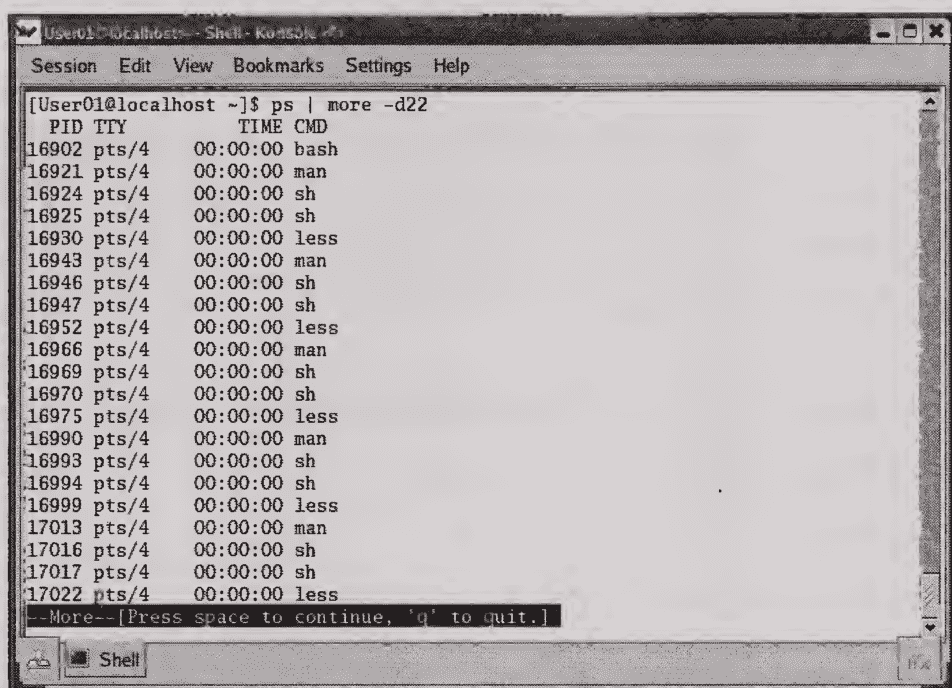 User01@localhost:~ - Shell - Konsole
Session Edit View Bookmarks Settings Help
[User01@localhost ~]$ ps | more -d22
PID TTY TIME CMD
16902 pts/4 00:00:00 bash
16921 pts/4 00:00:00 man
16924 pts/4 00:00:00 sh
16925 pts/4 00:00:00 sh
16930 pts/4 00:00:00 less
16943 pts/4 00:00:00 man
16946 pts/4 00:00:00 sh
16947 pts/4 00:00:00 sh
16952 pts/4 00:00:00 less
16966 pts/4 00:00:00 man
16969 pts/4 00:00:00 sh
16970 pts/4 00:00:00 sh
16975 pts/4 00:00:00 less
16990 pts/4 00:00:00 man
16993 pts/4 00:00:00 sh
16994 pts/4 00:00:00 sh
16999 pts/4 00:00:00 less
17013 pts/4 00:00:00 man
17016 pts/4 00:00:00 sh
17017 pts/4 00:00:00 sh
17022 pts/4 00:00:00 less
--More--[Press space to continue, 'q' to quit.]
Shell